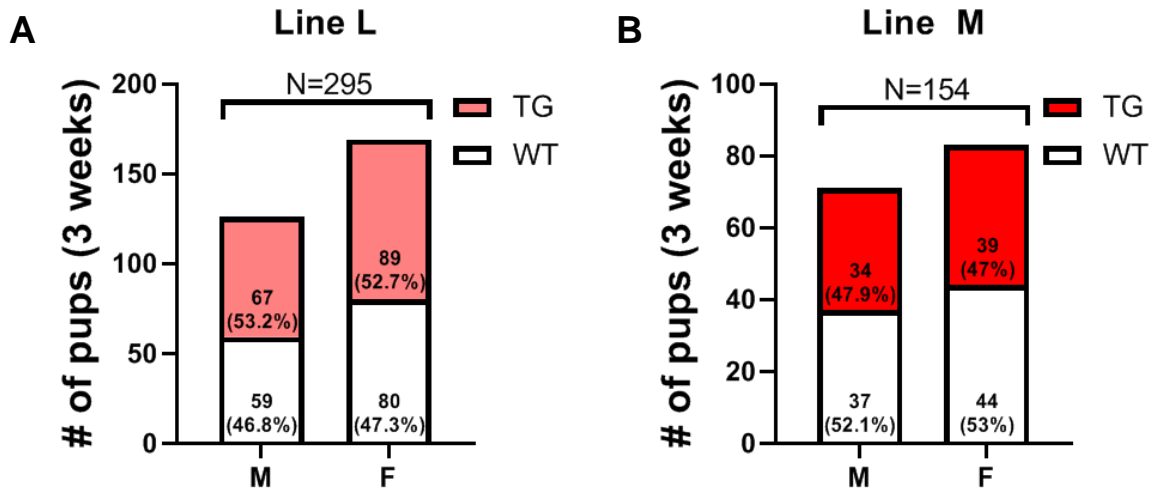 A
Line L
# of pups (3 weeks)
200
150
100
50
0
N=295
TG
WT
67
(53.2%)
89
(52.7%)
59
(46.8%)
80
(47.3%)
M
F
B
Line M
# of pups (3 weeks)
100
80
60
40
20
0
N=154
TG
WT
34
(47.9%)
39
(47%)
37
(52.1%)
44
(53%)
M
F